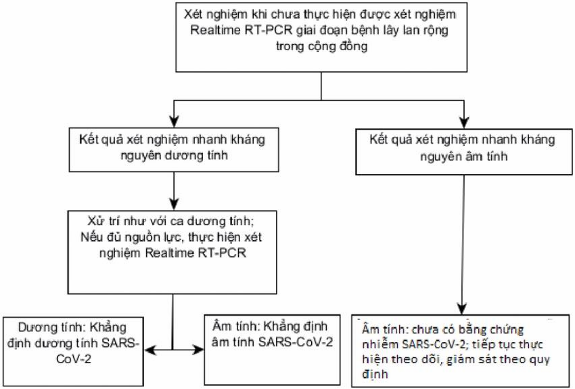 Xét nghiệm khi chưa thực hiện được xét nghiệm
Realtime RT-PCR giai đoạn bệnh lây lan rộng
trong cộng đồng
Kết quả xét nghiệm nhanh kháng
nguyên dương tính
Kết quả xét nghiệm nhanh kháng
nguyên âm tính
Xử trí như với ca dương tính;
Nếu đủ nguồn lực, thực hiện xét
nghiệm Realtime RT-PCR
Dương tính: Khẳng
định dương tính SARS-
CoV-2
Âm tính: Khẳng định
âm tính SARS-CoV-2
Âm tính: chưa có bằng chứng
nhiễm SARS-CoV-2; tiếp tục thực
hiện theo dõi, giám sát theo quy
định